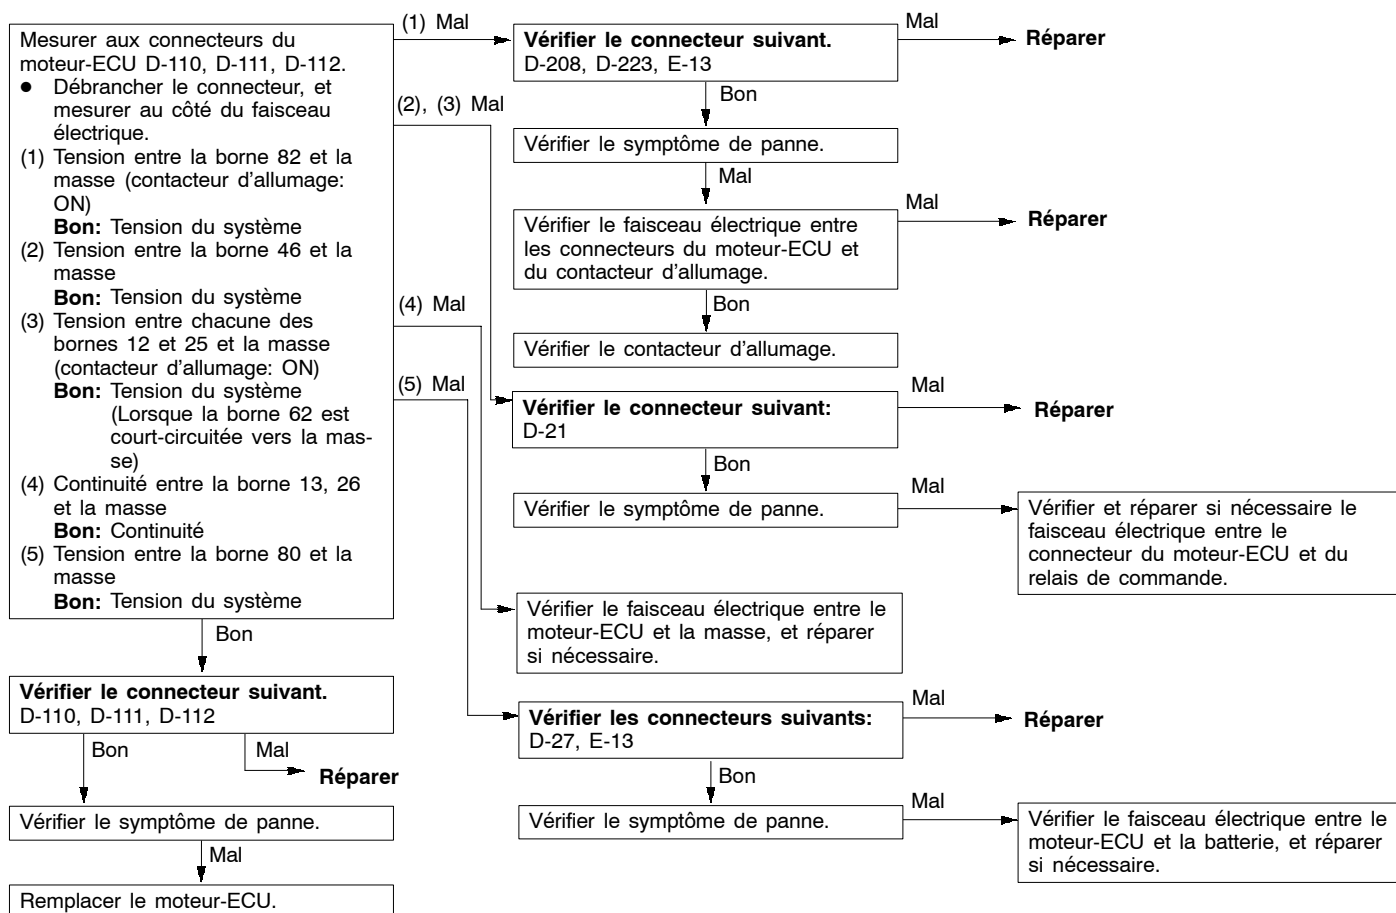 Mesurer aux connecteurs du
moteur-ECU D-110, D-111, D-112.
● Débrancher le connecteur, et
mesurer au côté du faisceau
électrique.
(1) Tension entre la borne 82 et la
masse (contacteur d'allumage:
ON)
Bon: Tension du système
(2) Tension entre la borne 46 et la
masse
Bon: Tension du système
(3) Tension entre chacune des
bornes 12 et 25 et la masse
(contacteur d'allumage: ON)
Bon: Tension du système
(Lorsque la borne 62 est
court-circuitée vers la mas-
se)
(4) Continuité entre la borne 13, 26
et la masse
Bon: Continuité
(5) Tension entre la borne 80 et la
masse
Bon: Tension du système
Bon
Vérifier le connecteur suivant.
D-110, D-111, D-112
Bon
Mal
Réparer
Vérifier le symptôme de panne.
Mal
Remplacer le moteur-ECU.
(1) Mal
Vérifier le connecteur suivant.
D-208, D-223, E-13
Mal
Réparer
Bon
Vérifier le symptôme de panne.
Mal
Vérifier le faisceau électrique entre
les connecteurs du moteur-ECU et
du contacteur d'allumage.
Mal
Réparer
Bon
Vérifier le contacteur d'allumage.
(2), (3) Mal
Vérifier le connecteur suivant:
D-21
Mal
Réparer
Bon
Vérifier le symptôme de panne.
Mal
Vérifier et réparer si nécessaire le
faisceau électrique entre le
connecteur du moteur-ECU et du
relais de commande.
(4) Mal
Vérifier le faisceau électrique entre le
moteur-ECU et la masse, et réparer
si nécessaire.
(5) Mal
Vérifier les connecteurs suivants:
D-27, E-13
Mal
Réparer
Bon
Vérifier le symptôme de panne.
Mal
Vérifier le faisceau électrique entre le
moteur-ECU et la batterie, et réparer
si nécessaire.